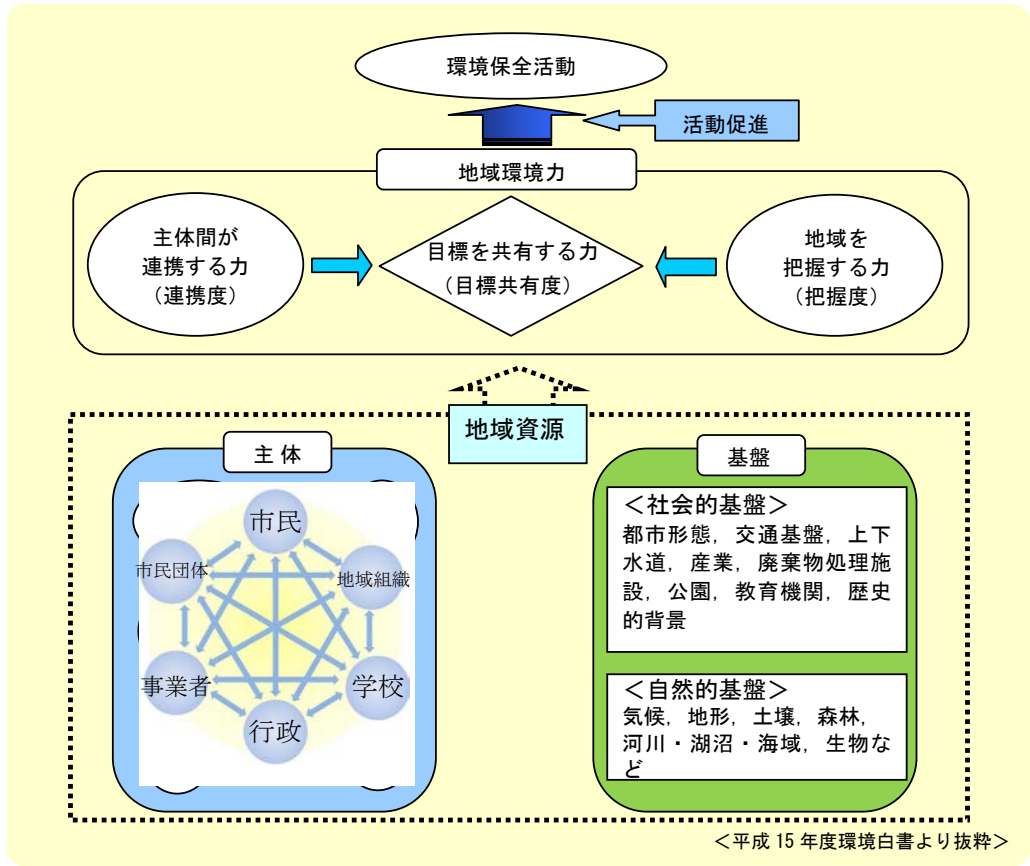 環境保全活動
活動促進
地域環境力
主体間が
連携する力
（連携度）
目標を共有する力
（目標共有度）
地域を
把握する力
（把握度）
地域資源
主 体
市民
市民団体
地域組織
事業者
学校
行政
基盤
＜社会的基盤＞
都市形態，交通基盤，上下
水道，産業，廃棄物処理施
設，公園，教育機関，歴史
的背景
＜自然的基盤＞
気候，地形，土壌，森林，
河川・湖沼・海域，生物な
ど
＜平成 15 年度環境白書より抜粋＞